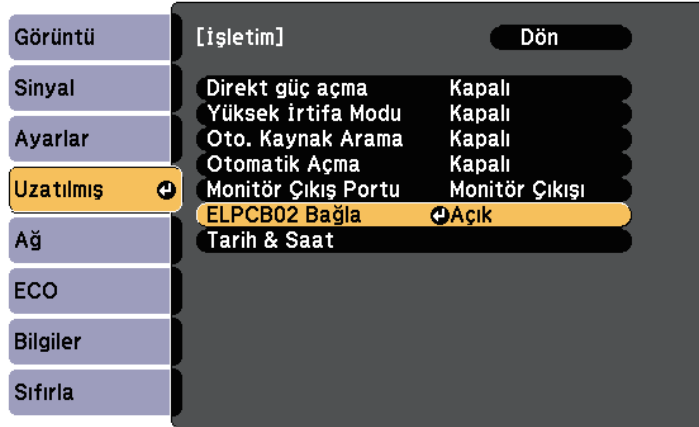 Görüntü
Sinyal
Ayarlar
Uzatılmış
Ağ
ECO
Bilgiler
Sıfırla
[İşletim] Dön
Direkt güç açma Kapalı
Yüksek İrtifa Modu Kapalı
Oto. Kaynak Arama Kapalı
Otomatik Açma Kapalı
Monitör Çıkış Portu Monitör Çıkışı
ELPCB02 Bağla Açık
Tarih & Saat